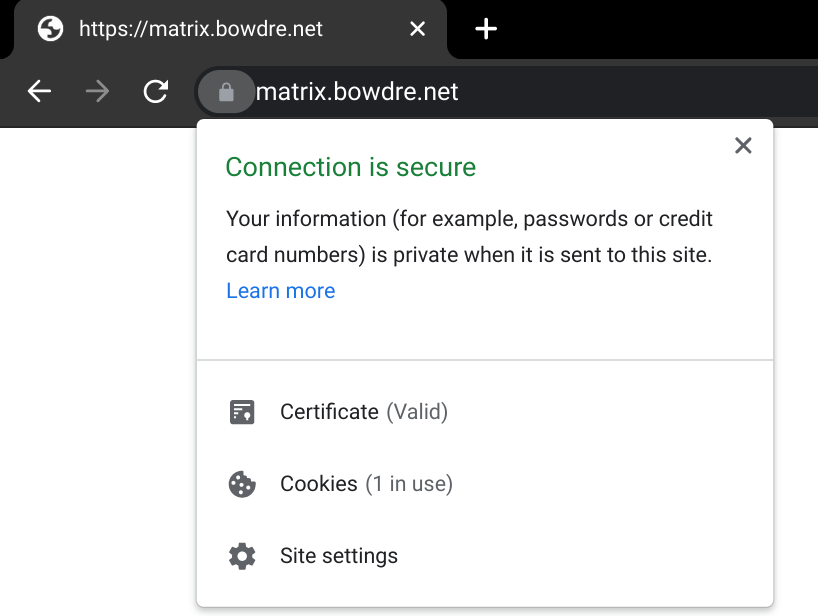 https://matrix.bowdre.net
matrix.bowdre.net
Connection is secure
Your information (for example, passwords or credit
card numbers) is private when it is sent to this site.
Learn more
Certificate (Valid)
Cookies (1 in use)
Site settings